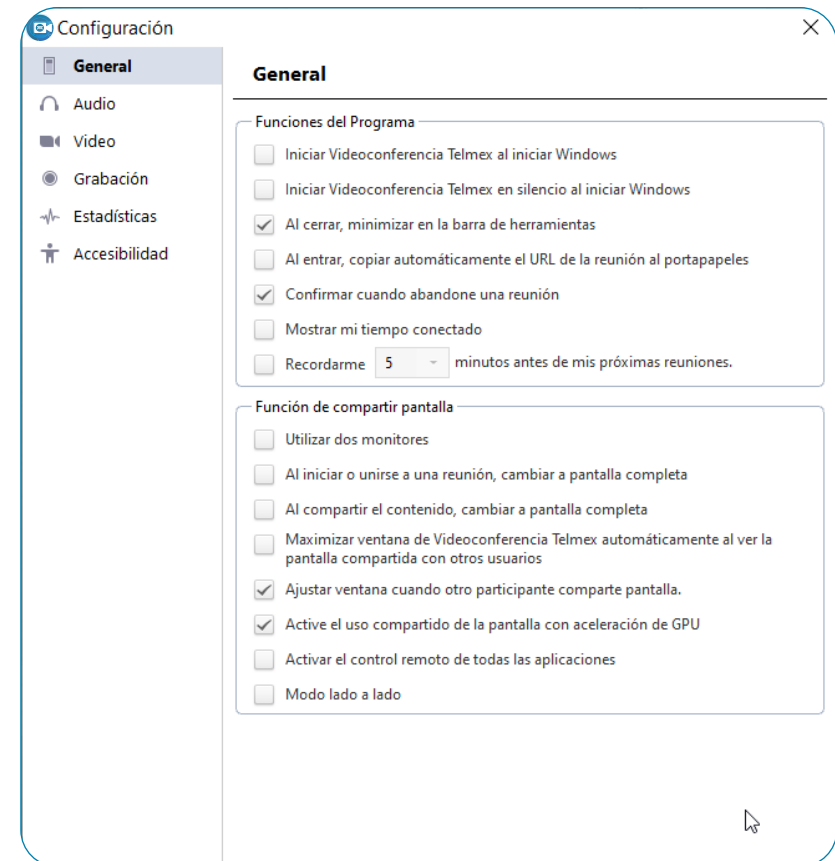 Configuración
General
Audio
Video
Grabación
Estadísticas
Accesibilidad
General
Funciones del Programa
Iniciar Videoconferencia Telmex al iniciar Windows
Iniciar Videoconferencia Telmex en silencio al iniciar Windows
Al cerrar, minimizar en la barra de herramientas
Al entrar, copiar automáticamente el URL de la reunión al portapapeles
Confirmar cuando abandone una reunión
Mostrar mi tiempo conectado
Recordarme 5 minutos antes de mis próximas reuniones.
Función de compartir pantalla
Utilizar dos monitores
Al iniciar o unirse a una reunión, cambiar a pantalla completa
Al compartir el contenido, cambiar a pantalla completa
Maximizar ventana de Videoconferencia Telmex automáticamente al ver la
pantalla compartida con otros usuarios
Ajustar ventana cuando otro participante comparte pantalla.
Active el uso compartido de la pantalla con aceleración de GPU
Activar el control remoto de todas las aplicaciones
Modo lado a lado